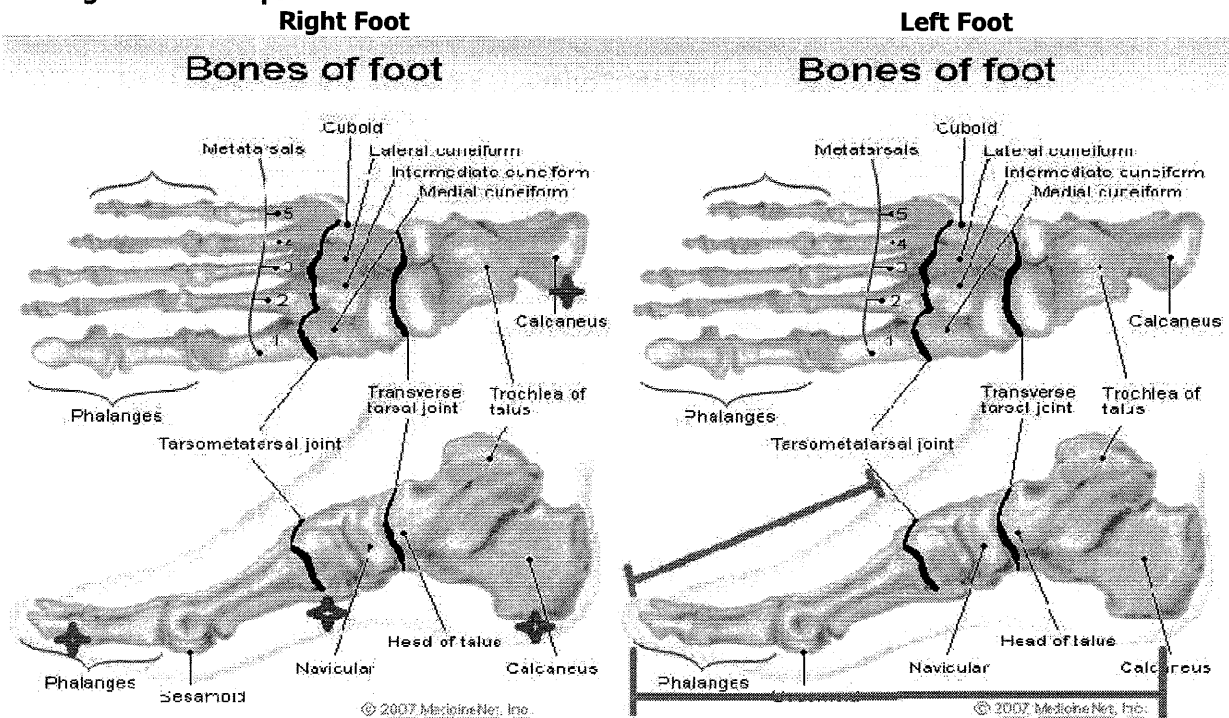 Right Foot
Bones of foot
Cuboid
Metatarsals
Lateral cuneiform
Intermediate cuneiform
Medial cuneiform
5
4
3
2
1
Calcaneus
Phalanges
Transverse
tarsal joint
Trochlea of
talus
Tarsometatarsal joint
Phalanges
Sesamoid
Navicular
Head of talus
Calcaneus
© 2007 MedicineNet, Inc.
Left Foot
Bones of foot
Cuboid
Metatarsals
Lateral cuneiform
Intermediate cuneiform
Medial cuneiform
5
4
3
2
1
Calcaneus
Phalanges
Transverse
tarsal joint
Trochlea of
talus
Tarsometatarsal joint
Phalanges
Navicular
Head of talus
Calcaneus
© 2007 MedicineNet, Inc.